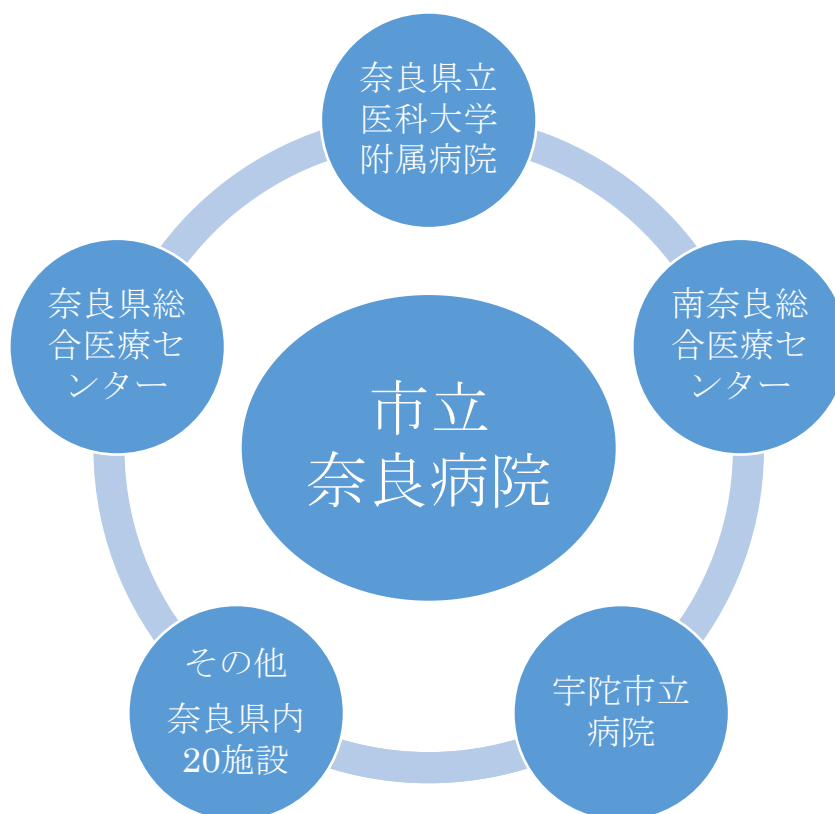 奈良県立
医科大学
附属病院
奈良県総
合医療セ
ンター
南奈良総
合医療セ
ンター
市立
奈良病院
その他
奈良県内
20施設
宇陀市立
病院